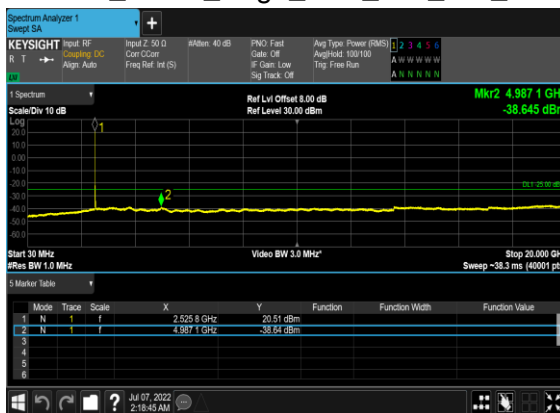 Spectrum Analyzer 1
Swept SA
+
KEYSIGHT
R T
LXI
Input: RF
Coupling: DC
Align: Auto
Input Z: 50 Ω
Corr CCorr
Freq Ref: Int (S)
#Atten: 40 dB
PNO: Fast
Gate: Off
IF Gain: Low
Sig Track: Off
Avg Type: Power (RMS)
Avg|Hold: 100/100
Trig: Free Run
1 2 3 4 5 6
A W W W W W
A N N N N N
1 Spectrum
Scale/Div 10 dB
Ref Lvl Offset 8.00 dB
Ref Level 30.00 dBm
Mkr2 4.987 1 GH
-38.645 dBr
Log
20.0
10.0
0.00
-10.0
-20.0
-30.0
-40.0
-50.0
-60.0
1
2
DL1 -25.00 dB
Start 30 MHz
#Res BW 1.0 MHz
Video BW 3.0 MHz*
Stop 20.000 GH
Sweep ~38.3 ms (40001 pt
5 Marker Table
Mode Trace Scale X Y Function Function Width Function Value
1 N 1 f 2.525 8 GHz 20.51 dBm
2 N 1 f 4.987 1 GHz -38.64 dBm
3
4
5
6
?
Jul 07, 2022
2:18:45 AM